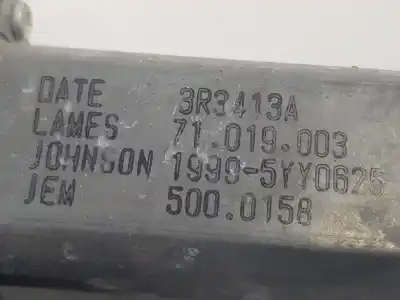 DATE 3R3413A
LAMES 71.019.003
JOHNSON 1999-5YY0625
JEM 500.0158